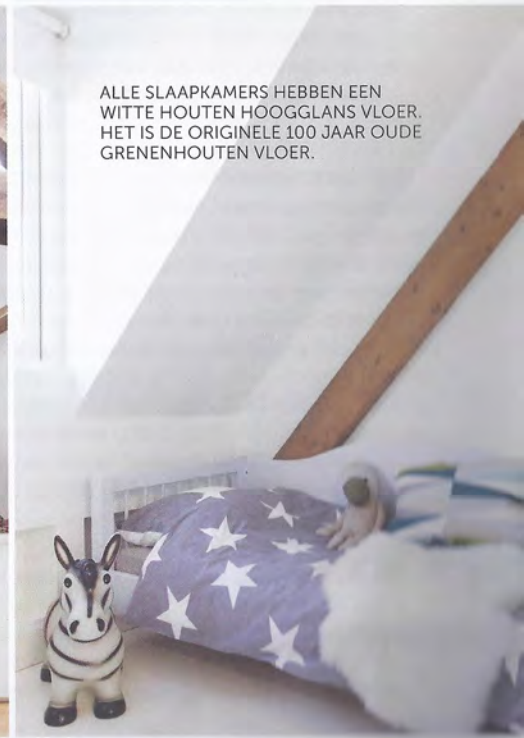 ALLE SLAAPKAMERS HEBBEN EEN
WITTE HOUTEN HOOGGLANS VLOER.
HET IS DE ORIGINELE 100 JAAR OUDE
GRENENHOUTEN VLOER.